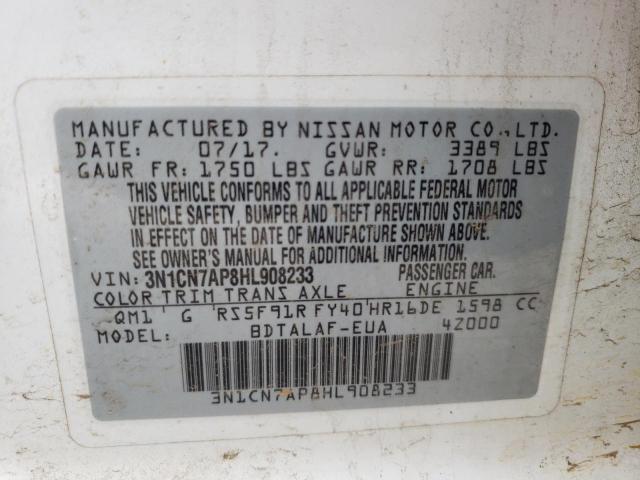 MANUFACTURED BY NISSAN MOTOR CO.,LTD.
DATE: 07/17. GVWR: 3389 LBS
GAWR FR: 1750 LBS GAWR RR: 1708 LBS
THIS VEHICLE CONFORMS TO ALL APPLICABLE FEDERAL MOTOR
VEHICLE SAFETY, BUMPER AND THEFT PREVENTION STANDARDS
IN EFFECT ON THE DATE OF MANUFACTURE SHOWN ABOVE.
SEE OWNER'S MANUAL FOR ADDITIONAL INFORMATION.
VIN: 3N1CN7AP8HL908233 PASSENGER CAR.
COLOR TRIM TRANS AXLE ENGINE
QM1 G RS5F91R FY40 HR16DE 1598 CC
MODEL: BDTALAF-EUA 4Z000
3N1CN7AP8HL908233